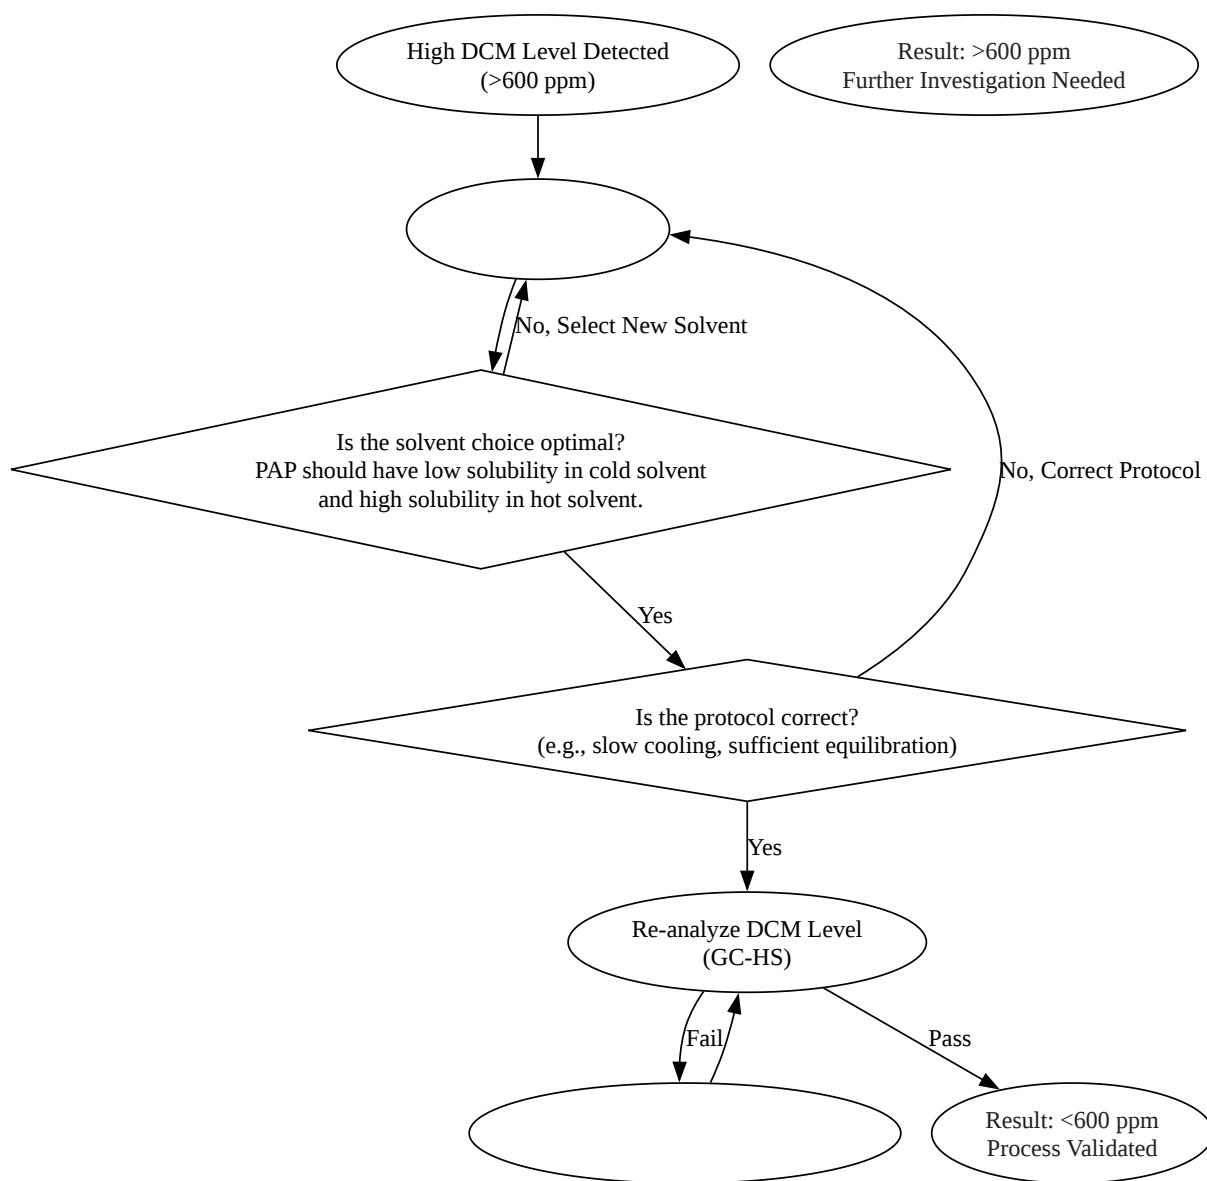 High DCM Level Detected
(>600 ppm)
Result: >600 ppm
Further Investigation Needed
No, Select New Solvent
Is the solvent choice optimal?
PAP should have low solubility in cold solvent
and high solubility in hot solvent.
No, Correct Protocol
Yes
Is the protocol correct?
(e.g., slow cooling, sufficient equilibration)
Yes
Re-analyze DCM Level
(GC-HS)
Fail
Pass
Result: <600 ppm
Process Validated